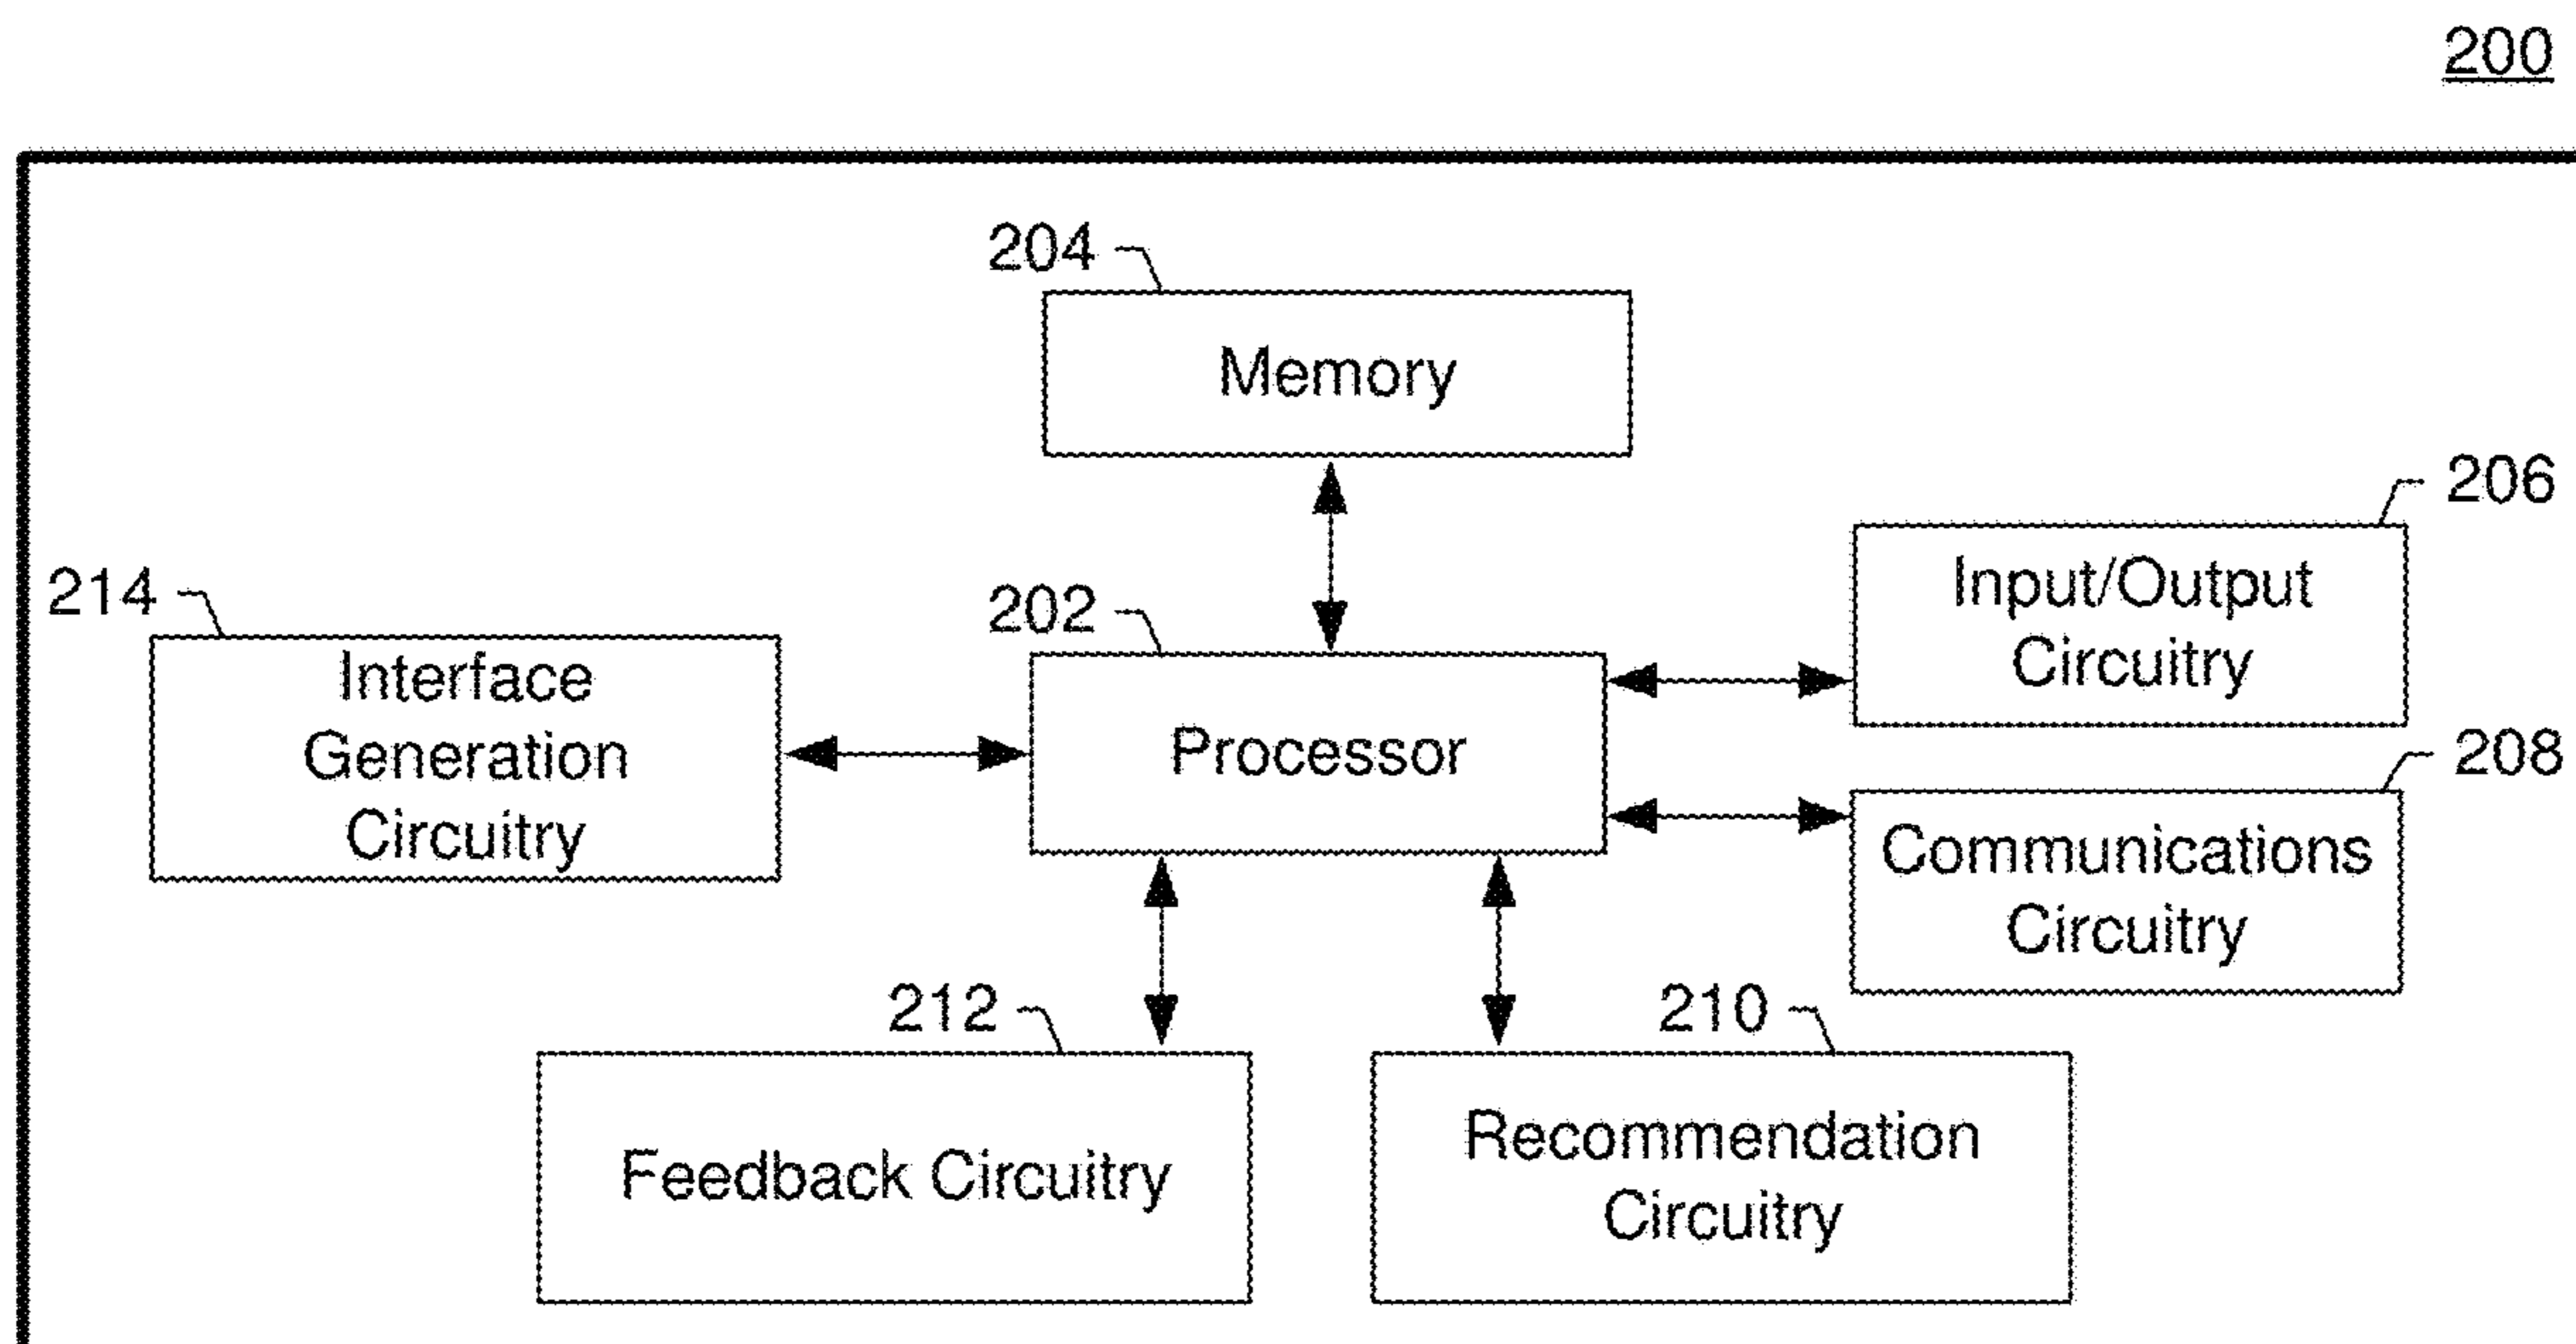 200
204
Memory
206
Input/Output
Circuitry
214
Interface
Generation
Circuitry
202
Processor
208
Communications
Circuitry
212
Feedback Circuitry
210
Recommendation
Circuitry